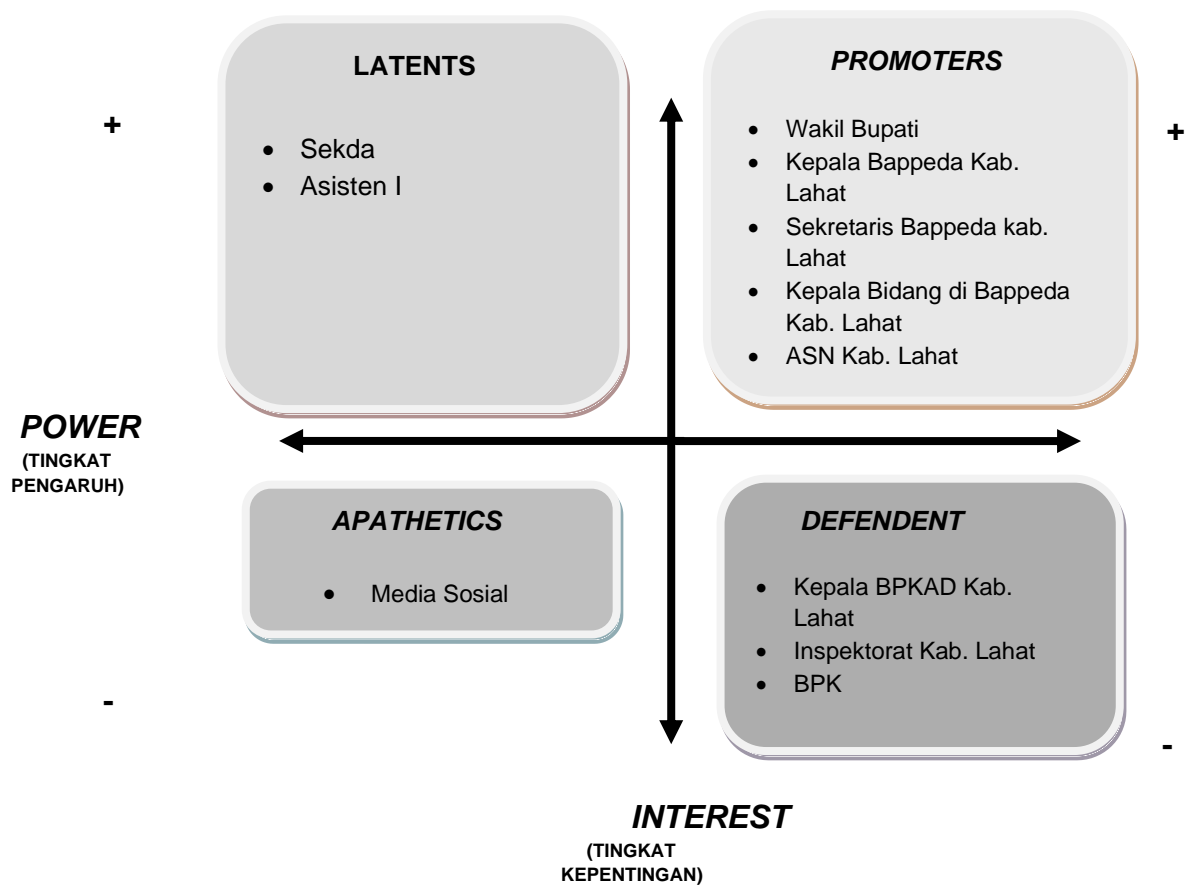 LATENTS
• Sekda
• Asisten I
PROMOTERS
• Wakil Bupati
• Kepala Bappeda Kab.
Lahat
• Sekretaris Bappeda kab.
Lahat
• Kepala Bidang di Bappeda
Kab. Lahat
• ASN Kab. Lahat
+
+
POWER
(TINGKAT
PENGARUH)
APATHETICS
• Media Sosial
DEFENDENT
• Kepala BPKAD Kab.
Lahat
• Inspektorat Kab. Lahat
• BPK
-
-
INTEREST
(TINGKAT
KEPENTINGAN)